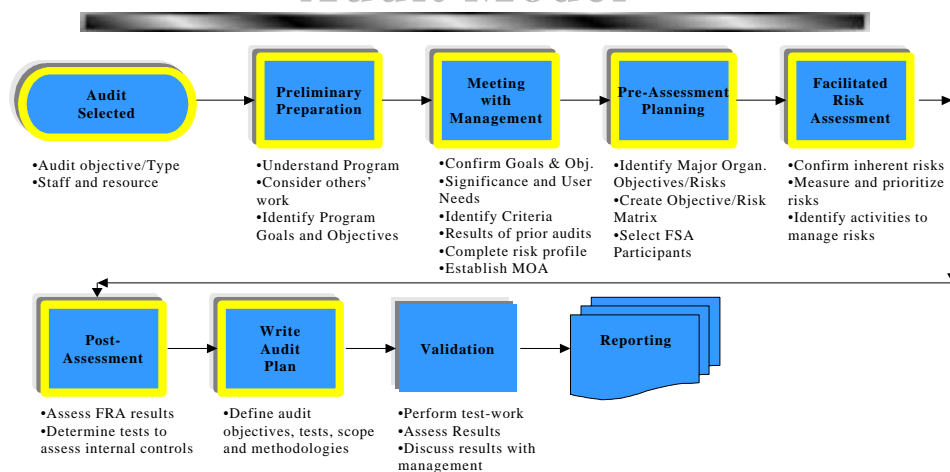 Audit Model
Audit
Selected
Preliminary
Preparation
Meeting
with
Management
Pre-Assessment
Planning
Facilitated
Risk
Assessment
•Audit objective/Type
•Staff and resource
•Understand Program
•Consider others'
work
•Identify Program
Goals and Objectives
•Confirm Goals & Obj.
•Significance and User
Needs
•Identify Criteria
•Results of prior audits
•Complete risk profile
•Establish MOA
•Identify Major Organ.
Objectives/Risks
•Create Objective/Risk
Matrix
•Select FSA
Participants
•Confirm inherent risks
•Measure and prioritize
risks
•Identify activities to
manage risks
Post-
Assessment
Write
Audit
Plan
Validation
Reporting
•Assess FRA results
•Determine tests to
assess internal controls
•Define audit
objectives, tests, scope
and methodologies
•Perform test-work
•Assess Results
•Discuss results with
management